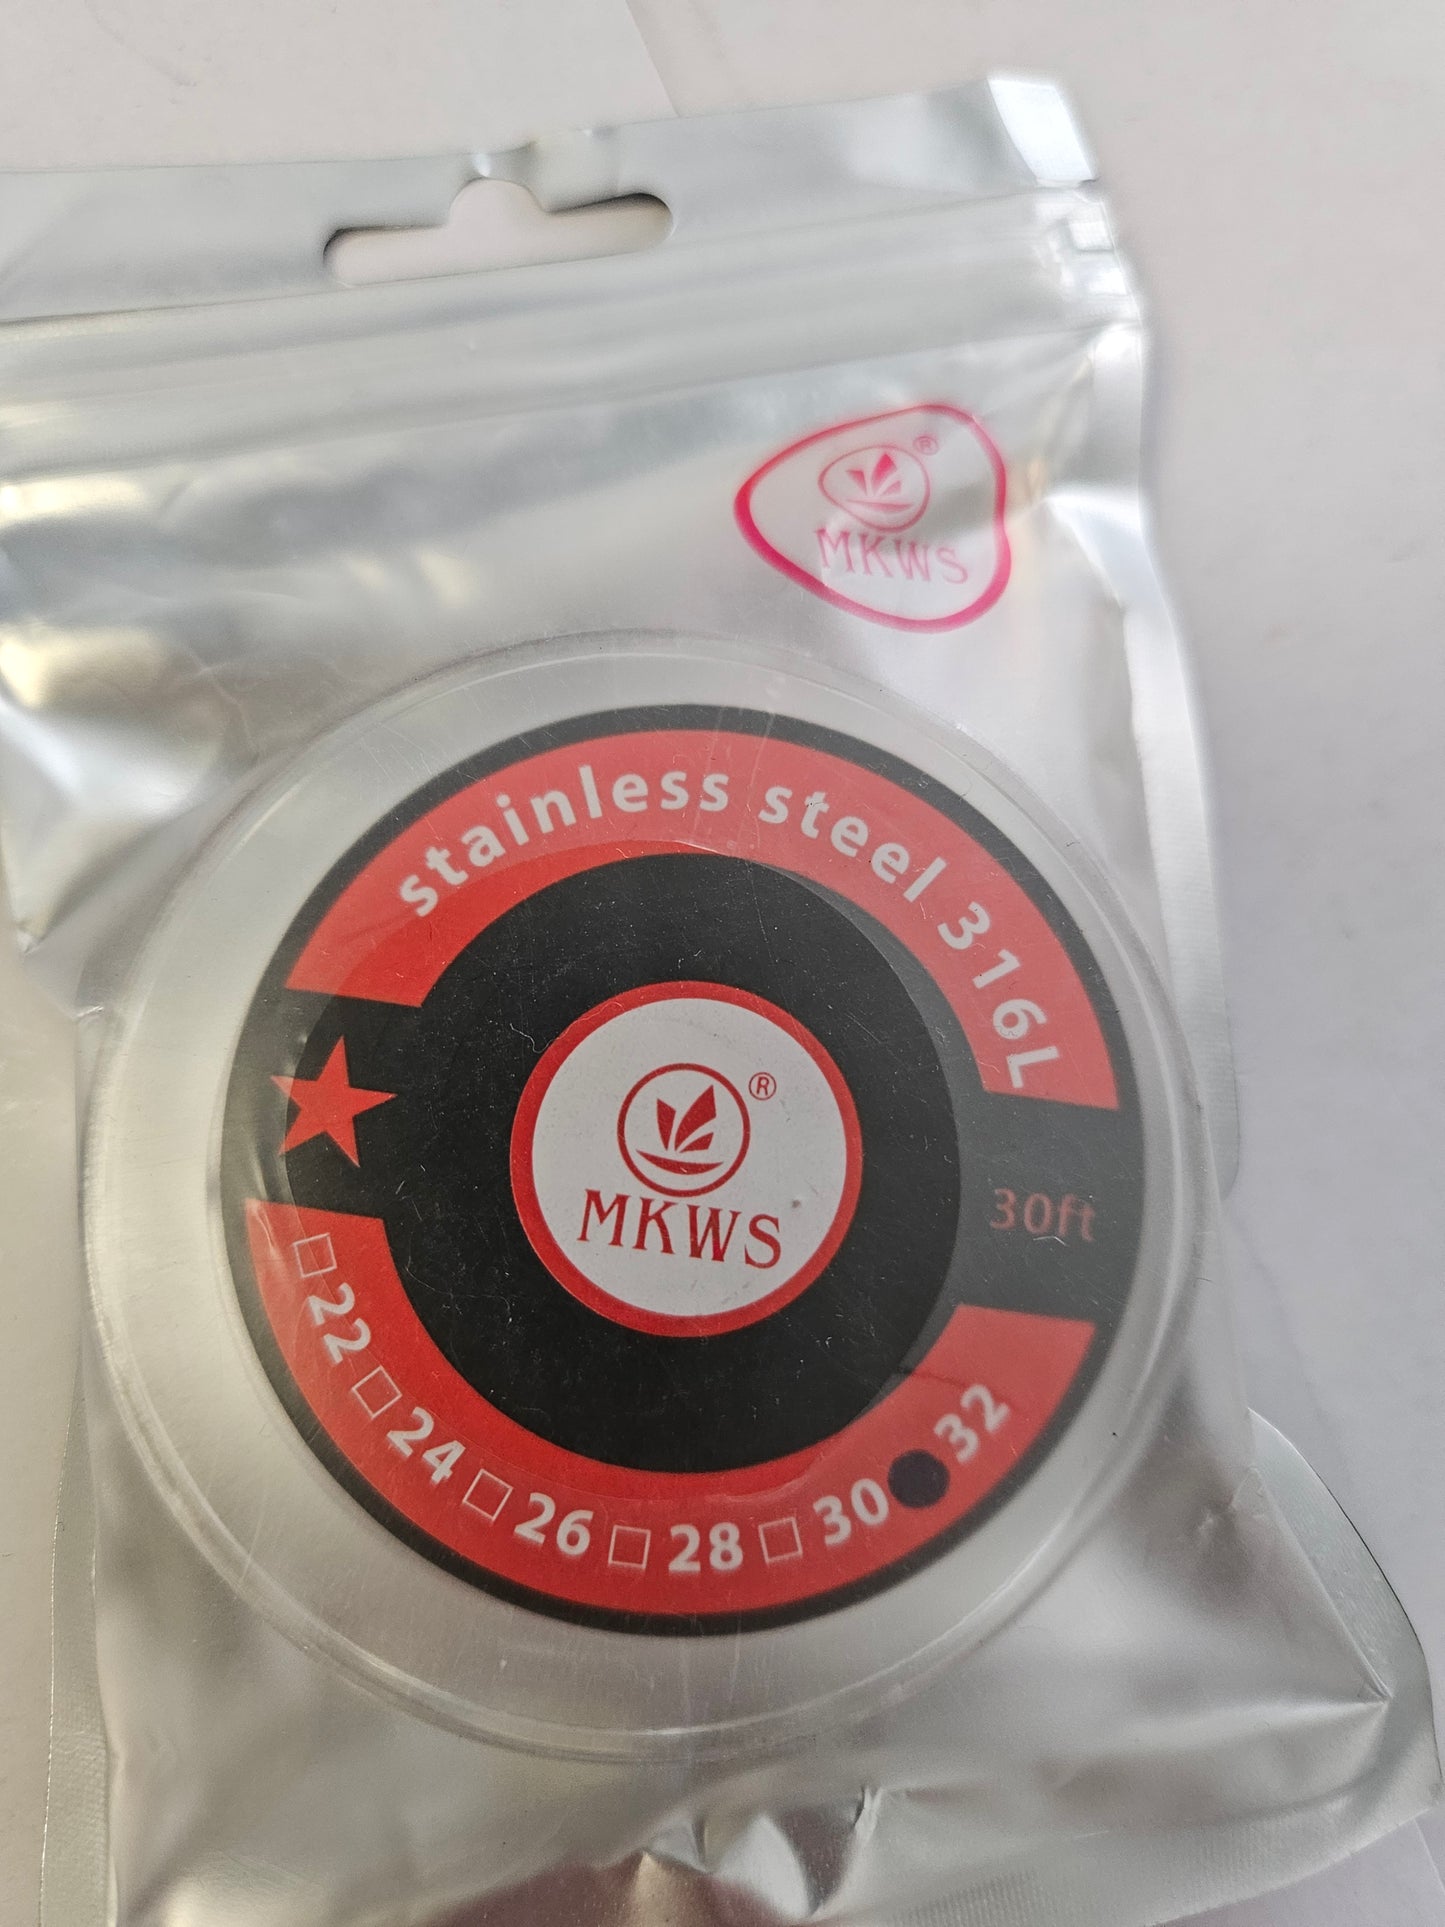 ®
MKWS
stainless steel 316L
®
MKWS
30ft
□22 □24 □26 □28 □30 ●32